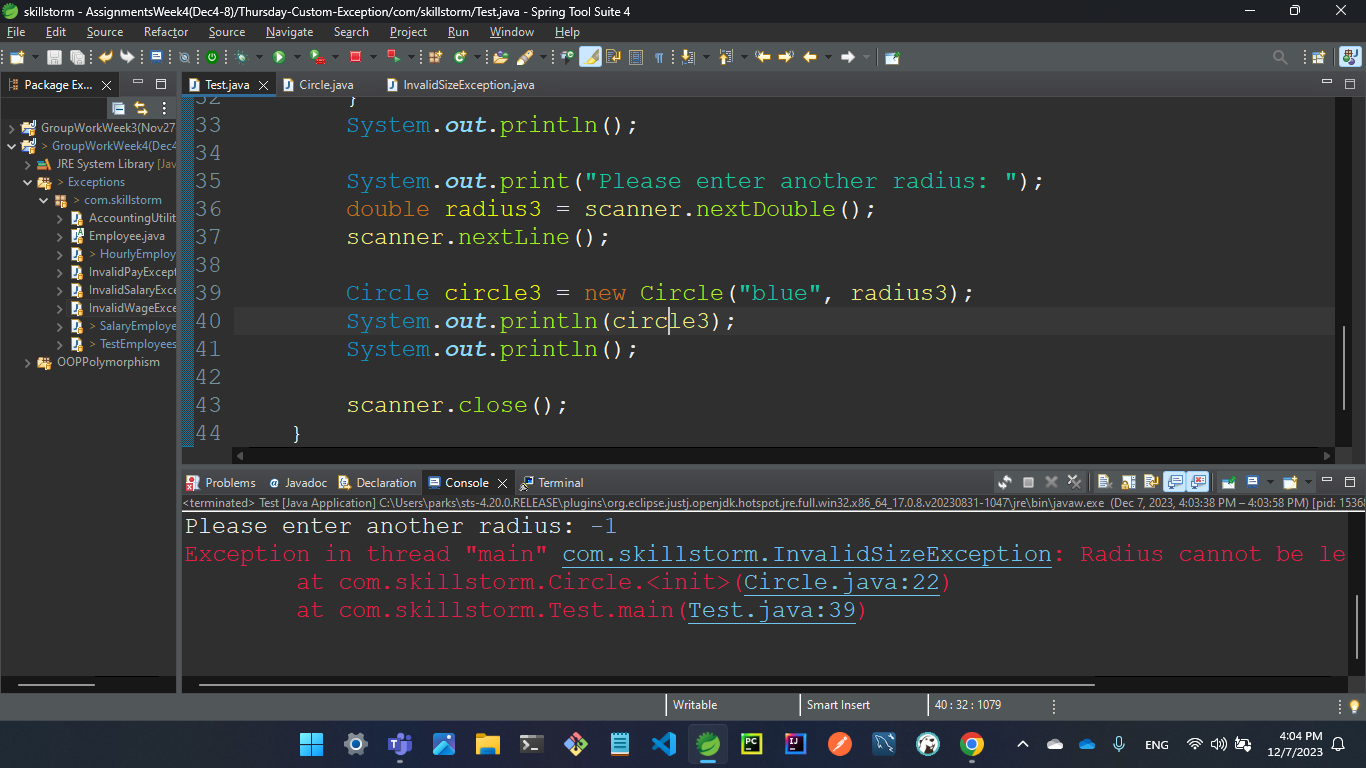 skillstorm - AssignmentsWeek4(Dec4-8)/Thursday-Custom-Exception/com/skillstorm/Test.java - Spring Tool Suite 4
File Edit Source Refactor Source Navigate Search Project Run Window Help
Package Ex...
Test.java Circle.java InvalidSizeException.java
GroupWorkWeek3(Nov27
> GroupWorkWeek4(Dec4
JRE System Library [Jav
> Exceptions
> com.skillstorm
AccountingUtilit
Employee.java
> HourlyEmploy
InvalidPayExcept
InvalidSalaryExce
InvalidWageExce
> SalaryEmploye
> TestEmployees
OOPPolymorphism
32 }
33 System.out.println();
34
35 System.out.print("Please enter another radius: ");
36 double radius3 = scanner.nextDouble();
37 scanner.nextLine();
38
39 Circle circle3 = new Circle("blue", radius3);
40 System.out.println(circle3);
41 System.out.println();
42
43 scanner.close();
44 }
Problems @ Javadoc Declaration Console Terminal
<terminated> Test [Java Application] C:\Users\parks\sts-4.20.0.RELEASE\plugins\org.eclipse.justj.openjdk.hotspot.jre.full.win32.x86_64_17.0.8.v20230831-1047\jre\bin\javaw.exe (Dec 7, 2023, 4:03:38 PM – 4:03:58 PM) [pid: 1536
Please enter another radius: -1
Exception in thread "main" com.skillstorm.InvalidSizeException: Radius cannot be le
at com.skillstorm.Circle.<init>(Circle.java:22)
at com.skillstorm.Test.main(Test.java:39)
Writable Smart Insert 40 : 32 : 1079
ENG
4:04 PM
12/7/2023